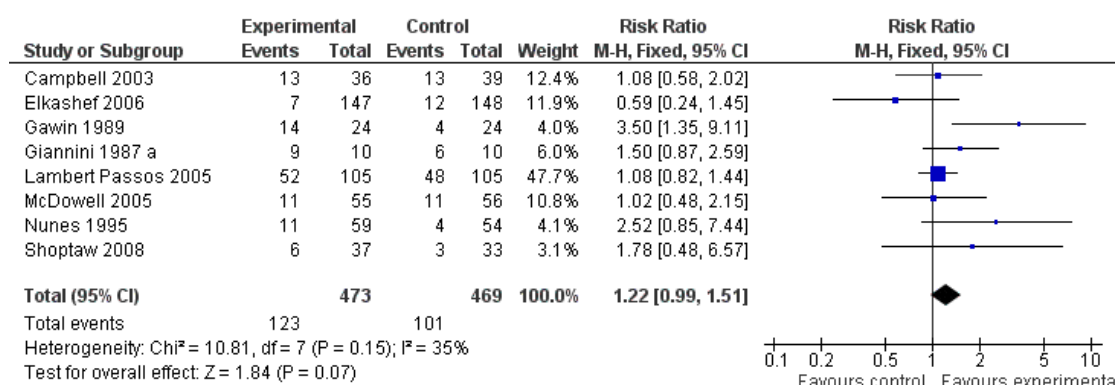 Experimental Control Risk Ratio Risk Ratio
Study or Subgroup Events Total Events Total Weight M-H, Fixed, 95% CI M-H, Fixed, 95% CI
Campbell 2003 13 36 13 39 12.4% 1.08 [0.58, 2.02]
Elkashef 2006 7 147 12 148 11.9% 0.59 [0.24, 1.45]
Gawin 1989 14 24 4 24 4.0% 3.50 [1.35, 9.11]
Giannini 1987 a 9 10 6 10 6.0% 1.50 [0.87, 2.59]
Lambert Passos 2005 52 105 48 105 47.7% 1.08 [0.82, 1.44]
McDowell 2005 11 55 11 56 10.8% 1.02 [0.48, 2.15]
Nunes 1995 11 59 4 54 4.1% 2.52 [0.85, 7.44]
Shoptaw 2008 6 37 3 33 3.1% 1.78 [0.48, 6.57]
Total (95% CI) 473 469 100.0% 1.22 [0.99, 1.51]
Total events 123 101
Heterogeneity: Chi² = 10.81, df = 7 (P = 0.15); I² = 35%
Test for overall effect: Z = 1.84 (P = 0.07)
0.1 0.2 0.5 1 2 5 10
Favours control Favours experimenta